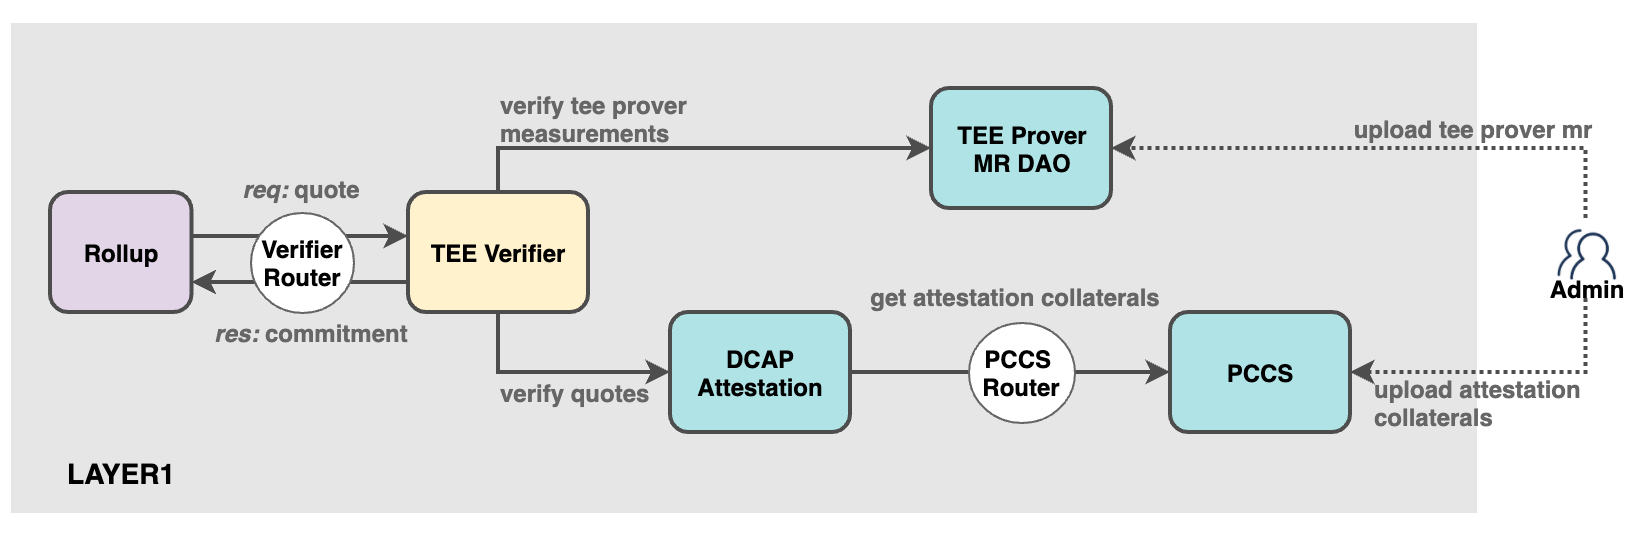 verify tee prover
measurements
TEE Prover
MR DAO
upload tee prover mr
req: quote
Rollup
Verifier
Router
TEE Verifier
res: commitment
Admin
get attestation collaterals
DCAP
Attestation
PCCS
Router
PCCS
verify quotes
upload attestation
collaterals
LAYER1